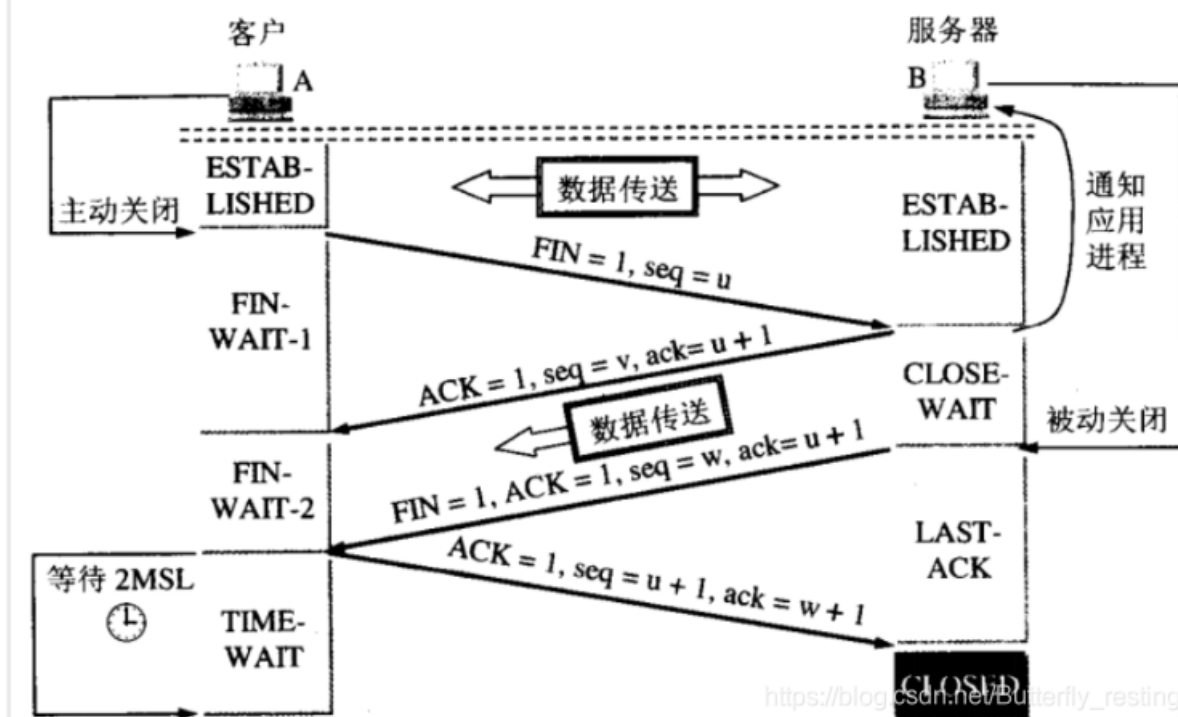 客户
服务器
A
B
ESTAB-
LISHED
数据传送
ESTAB-
LISHED
通知
应用
进程
主动关闭
FIN = 1, seq = u
FIN-
WAIT-1
ACK = 1, seq = v, ack= u + 1
CLOSE-
WAIT
数据传送
被动关闭
FIN-
WAIT-2
FIN = 1, ACK = 1, seq = w, ack= u + 1
LAST-
ACK
ACK = 1, seq = u + 1, ack = w + 1
等待 2MSL
TIME-
WAIT
CLOSED
https://blog.csdn.net/Butterfly_resting